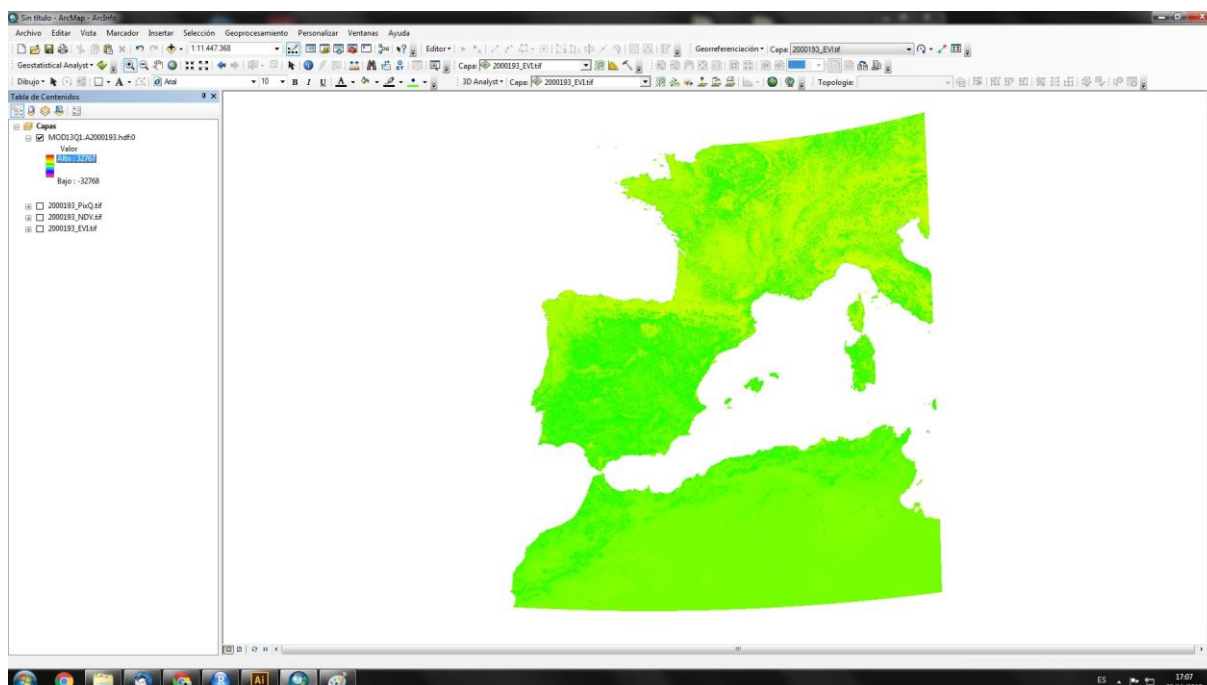 Sin título - ArcMap - ArcInfo
Archivo Editar Vista Marcador Insertar Selección Geoprocesamiento Personalizar Ventanas Ayuda
1:11.447.368 Editor Georreferenciación Capa: 2000193_EVI.tif
Geostatistical Analyst Capa: 2000193_EVI.tif
Dibujo A Arial 10 N K S A 3D Analyst Capa: 2000193_EVI.tif Topología:
Tabla de Contenidos
Capas
MOD13Q1.A2000193.hdf:0
Valor
Alto : 32767
Bajo : -32768
2000193_PixQ.tif
2000193_NDV.tif
2000193_EVI.tif
Ai ES 17:07